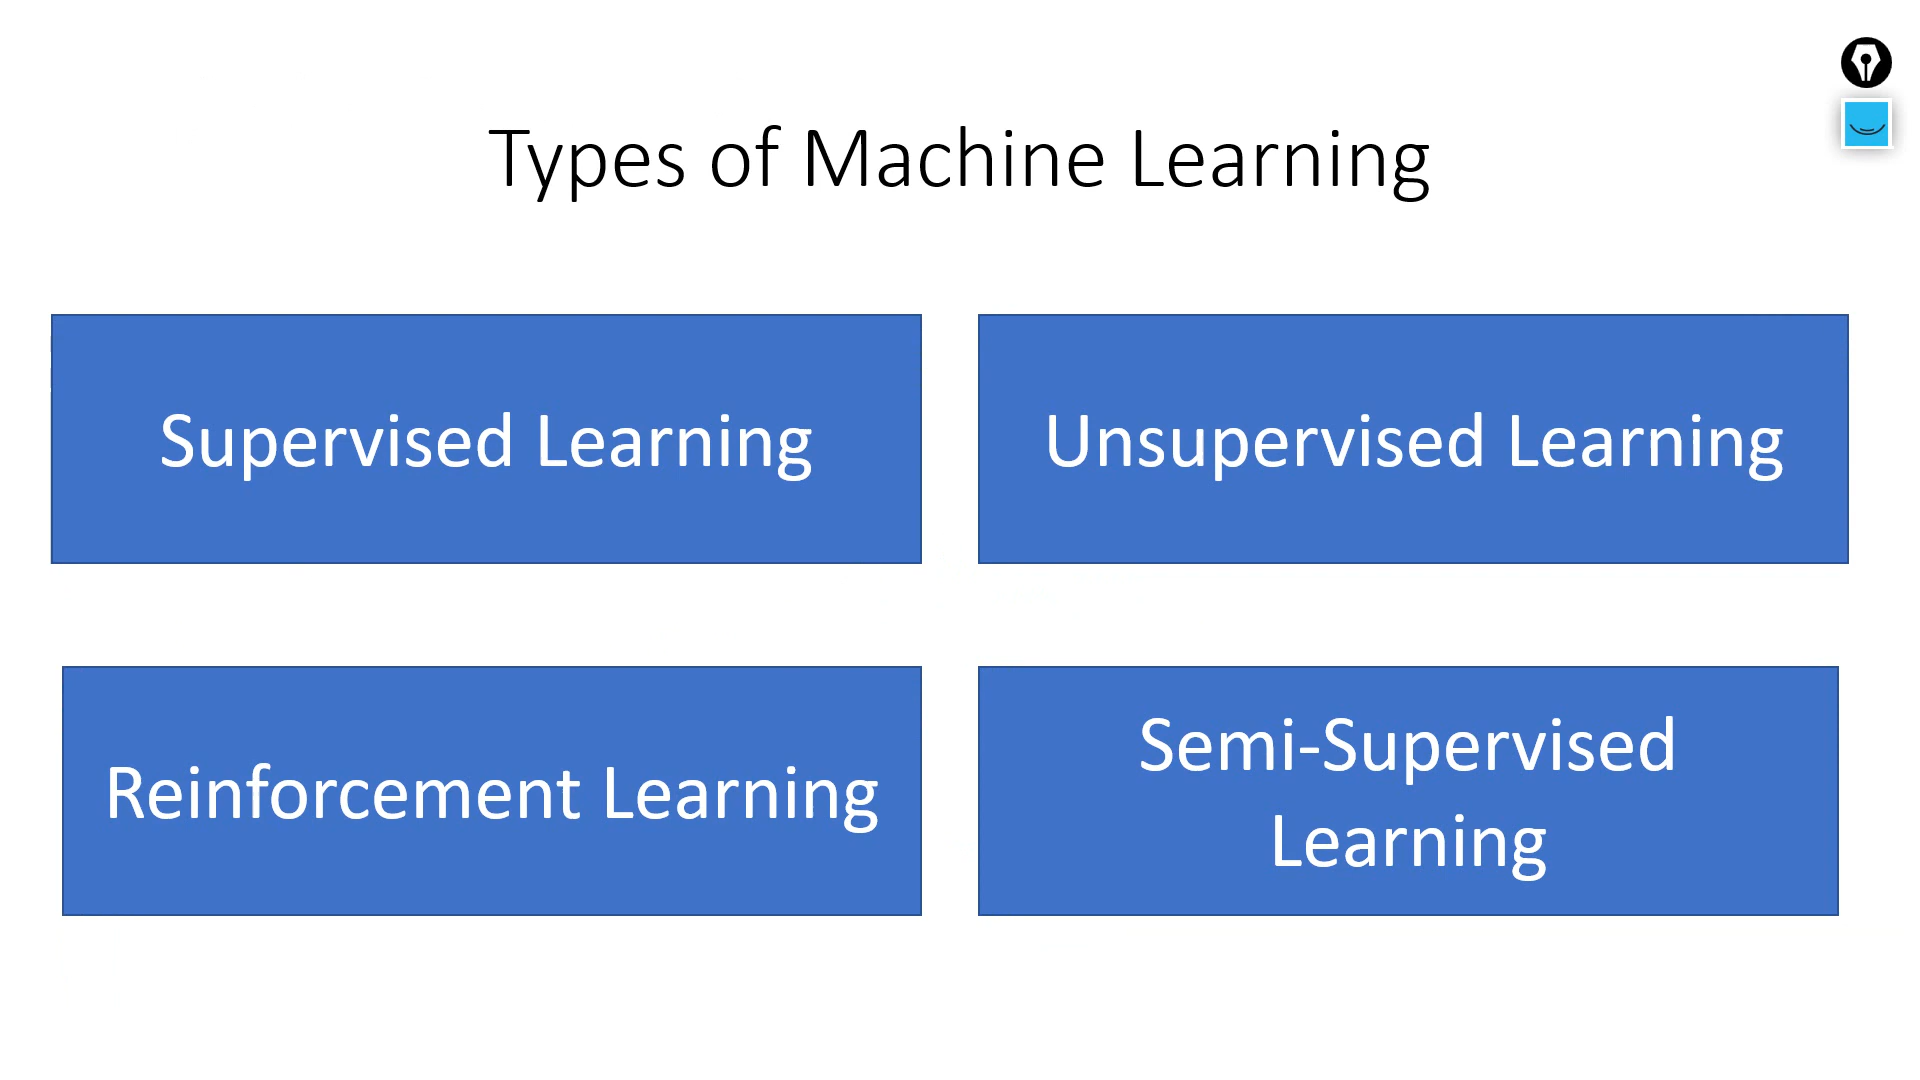 Types of Machine Learning
Supervised Learning
Unsupervised Learning
Reinforcement Learning
Semi-Supervised
Learning